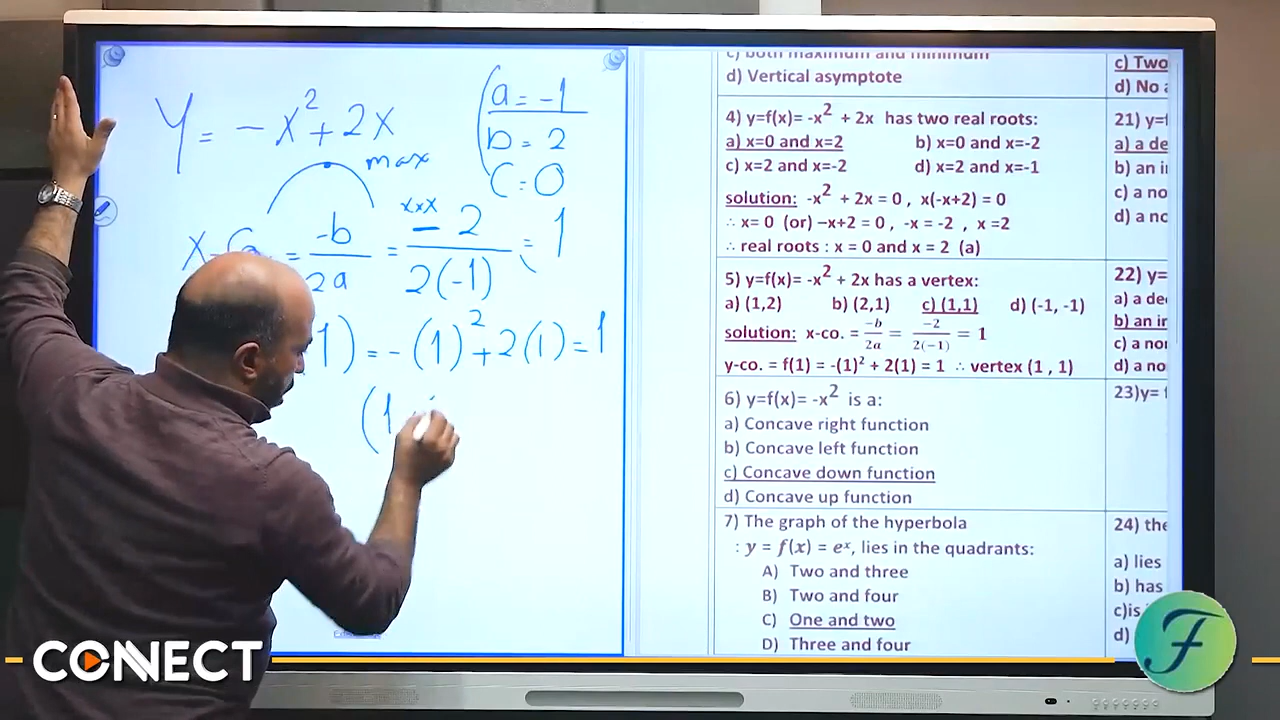 Y = -x² + 2x
a = -1
b = 2
c = 0
max
x-co = -b/2a = -2/2(-1) = 1
1) = -(1)² + 2(1) = 1
(1
c) both maximum and minimum
d) Vertical asymptote
4) y=f(x)= -x² + 2x has two real roots:
a) x=0 and x=2 b) x=0 and x=-2
c) x=2 and x=-2 d) x=2 and x=-1
solution: -x² + 2x = 0 , x(-x+2) = 0
∴ x= 0 (or) –x+2 = 0 , -x = -2 , x =2
∴ real roots : x = 0 and x = 2 (a)
5) y=f(x)= -x² + 2x has a vertex:
a) (1,2) b) (2,1) c) (1,1) d) (-1, -1)
solution: x-co. = -b/2a = -2/2(-1) = 1
y-co. = f(1) = -(1)² + 2(1) = 1 ∴ vertex (1 , 1)
6) y=f(x)= -x² is a:
a) Concave right function
b) Concave left function
c) Concave down function
d) Concave up function
7) The graph of the hyperbola
: y = f(x) = eˣ, lies in the quadrants:
A) Two and three
B) Two and four
C) One and two
D) Three and four
c) Two
d) No
21) y=f
a) a de
b) an i
c) a no
d) a no
22) y=
a) a de
b) an i
c) a no
d) a no
23)y=
24) the
a) lies
b) has
c)is
d)
CONECT
F